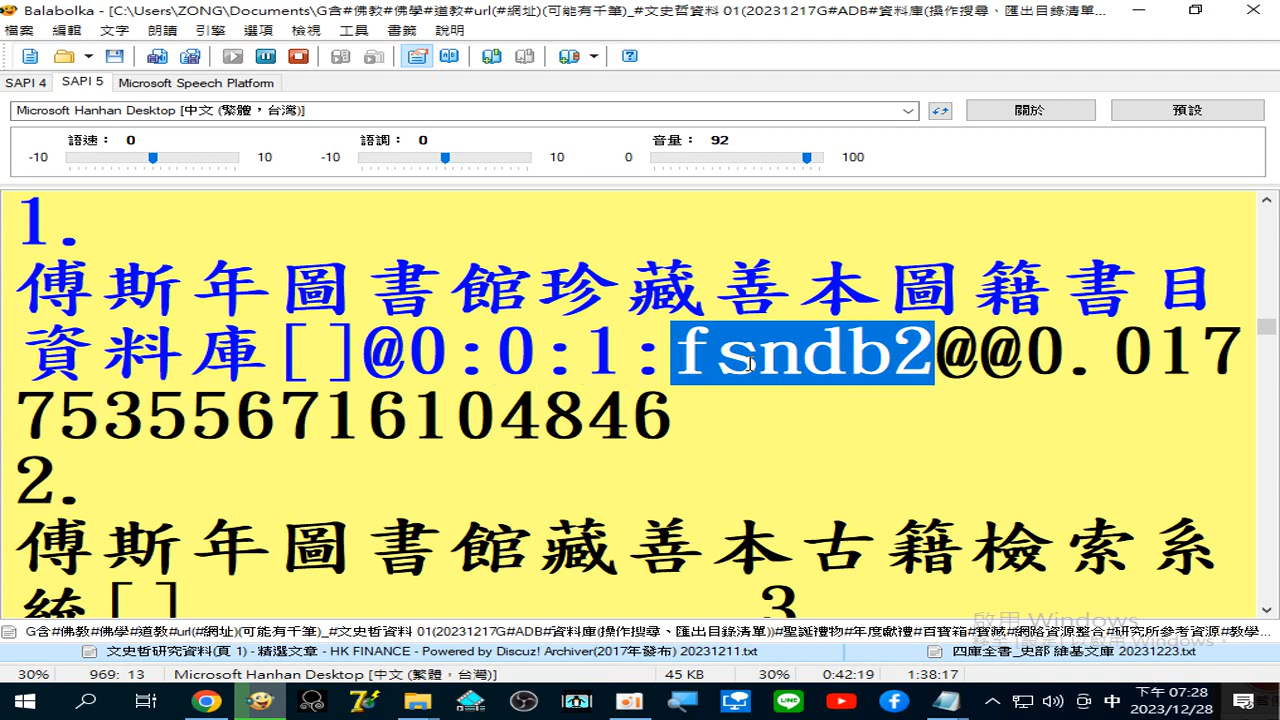 Balabolka - [C:\Users\ZONG\Documents\G含#佛教#佛學#道教#url(#網址)(可能有千筆)_#文史哲資料 01(20231217G#ADB#資料庫(操作搜尋、匯出目錄清單...
檔案 編輯 文字 朗讀 引擎 選項 檢視 工具 書籤 說明
SAPI 4 SAPI 5 Microsoft Speech Platform
Microsoft Hanhan Desktop [中文 (繁體，台灣)] 關於 預設
語速： 0 語調： 0 音量： 92
-10 10 -10 10 0 100
1.
傅斯年圖書館珍藏善本圖籍書目
資料庫[]@0:0:1:fsndb2@@0.0177
753556716104846
2.
傅斯年圖書館藏善本古籍檢索系
統[] 3
啟用 Windows
G含#佛教#佛學#道教#url(#網址)(可能有千筆)_#文史哲資料 01(20231217G#ADB#資料庫(操作搜尋、匯出目錄清單))#聖誕禮物#年度獻禮#百寶箱#寶城#網路資源整合#研究所參考資源#教學...
文史哲研究資料(頁 1) - 精選文章 - HK FINANCE - Powered by Discuz! Archiver(2017年發布) 20231211.txt 四庫全書_史部 維基文庫 20231223.txt
30% 969: 13 Microsoft Hanhan Desktop [中文 (繁體，台灣)] 45 KB 30% 0:42:19 1:38:17
中 下午 07:28
2023/12/28